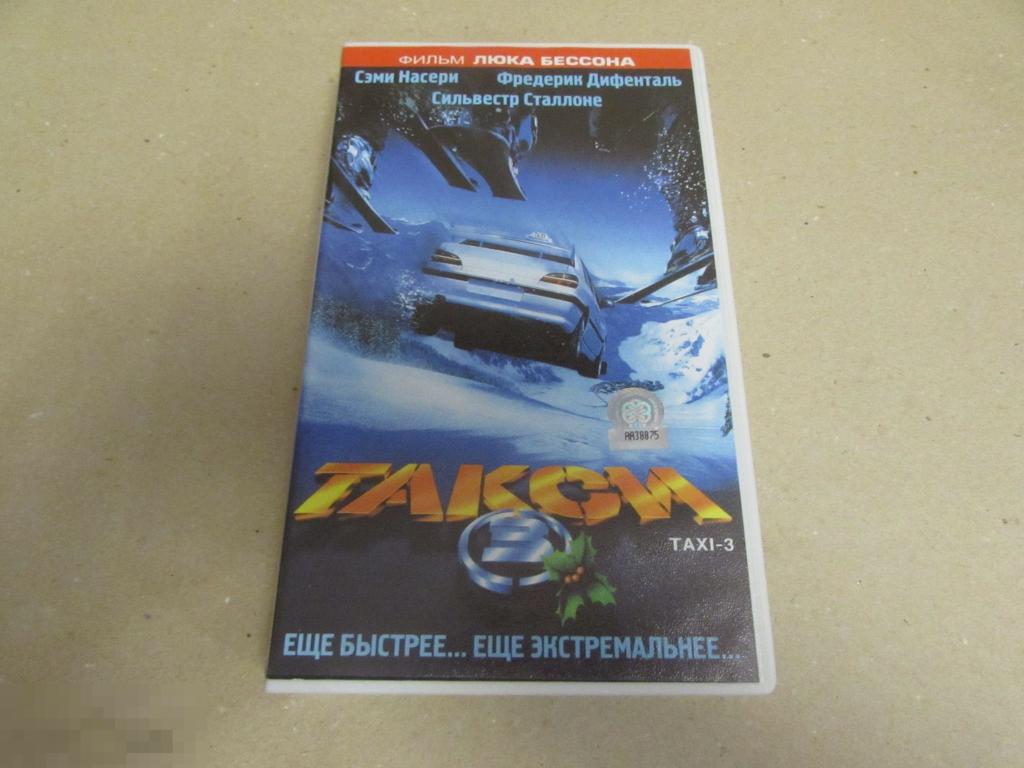 ФИЛЬМ ЛЮКА БЕССОНА
Сэми Насери Фредерик Дифенталь
Сильвестр Сталлоне
AA38875
ТАКСИ
3
TAXI-3
ЕЩЕ БЫСТРЕЕ... ЕЩЕ ЭКСТРЕМАЛЬНЕЕ...